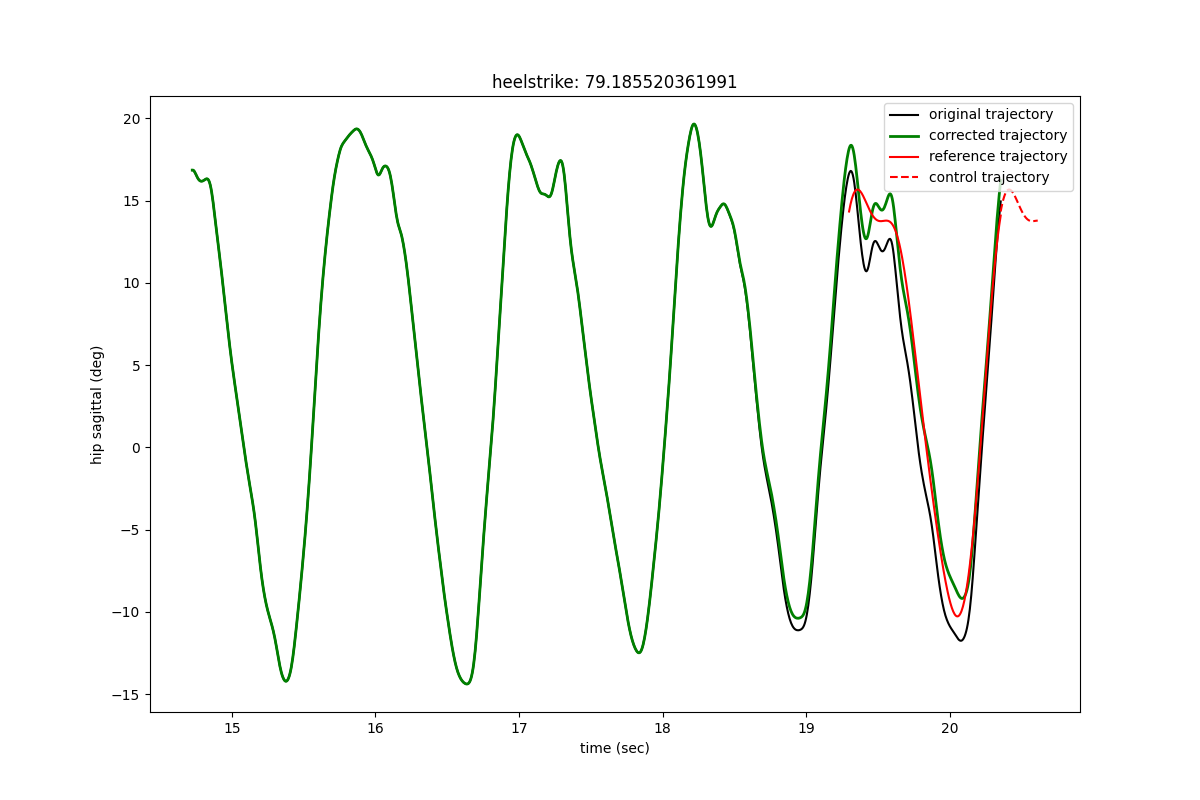 heelstrike: 79.185520361991
original trajectory
corrected trajectory
reference trajectory
control trajectory
20
15
10
5
0
−5
−10
−15
hip sagittal (deg)
15
16
17
18
19
20
time (sec)